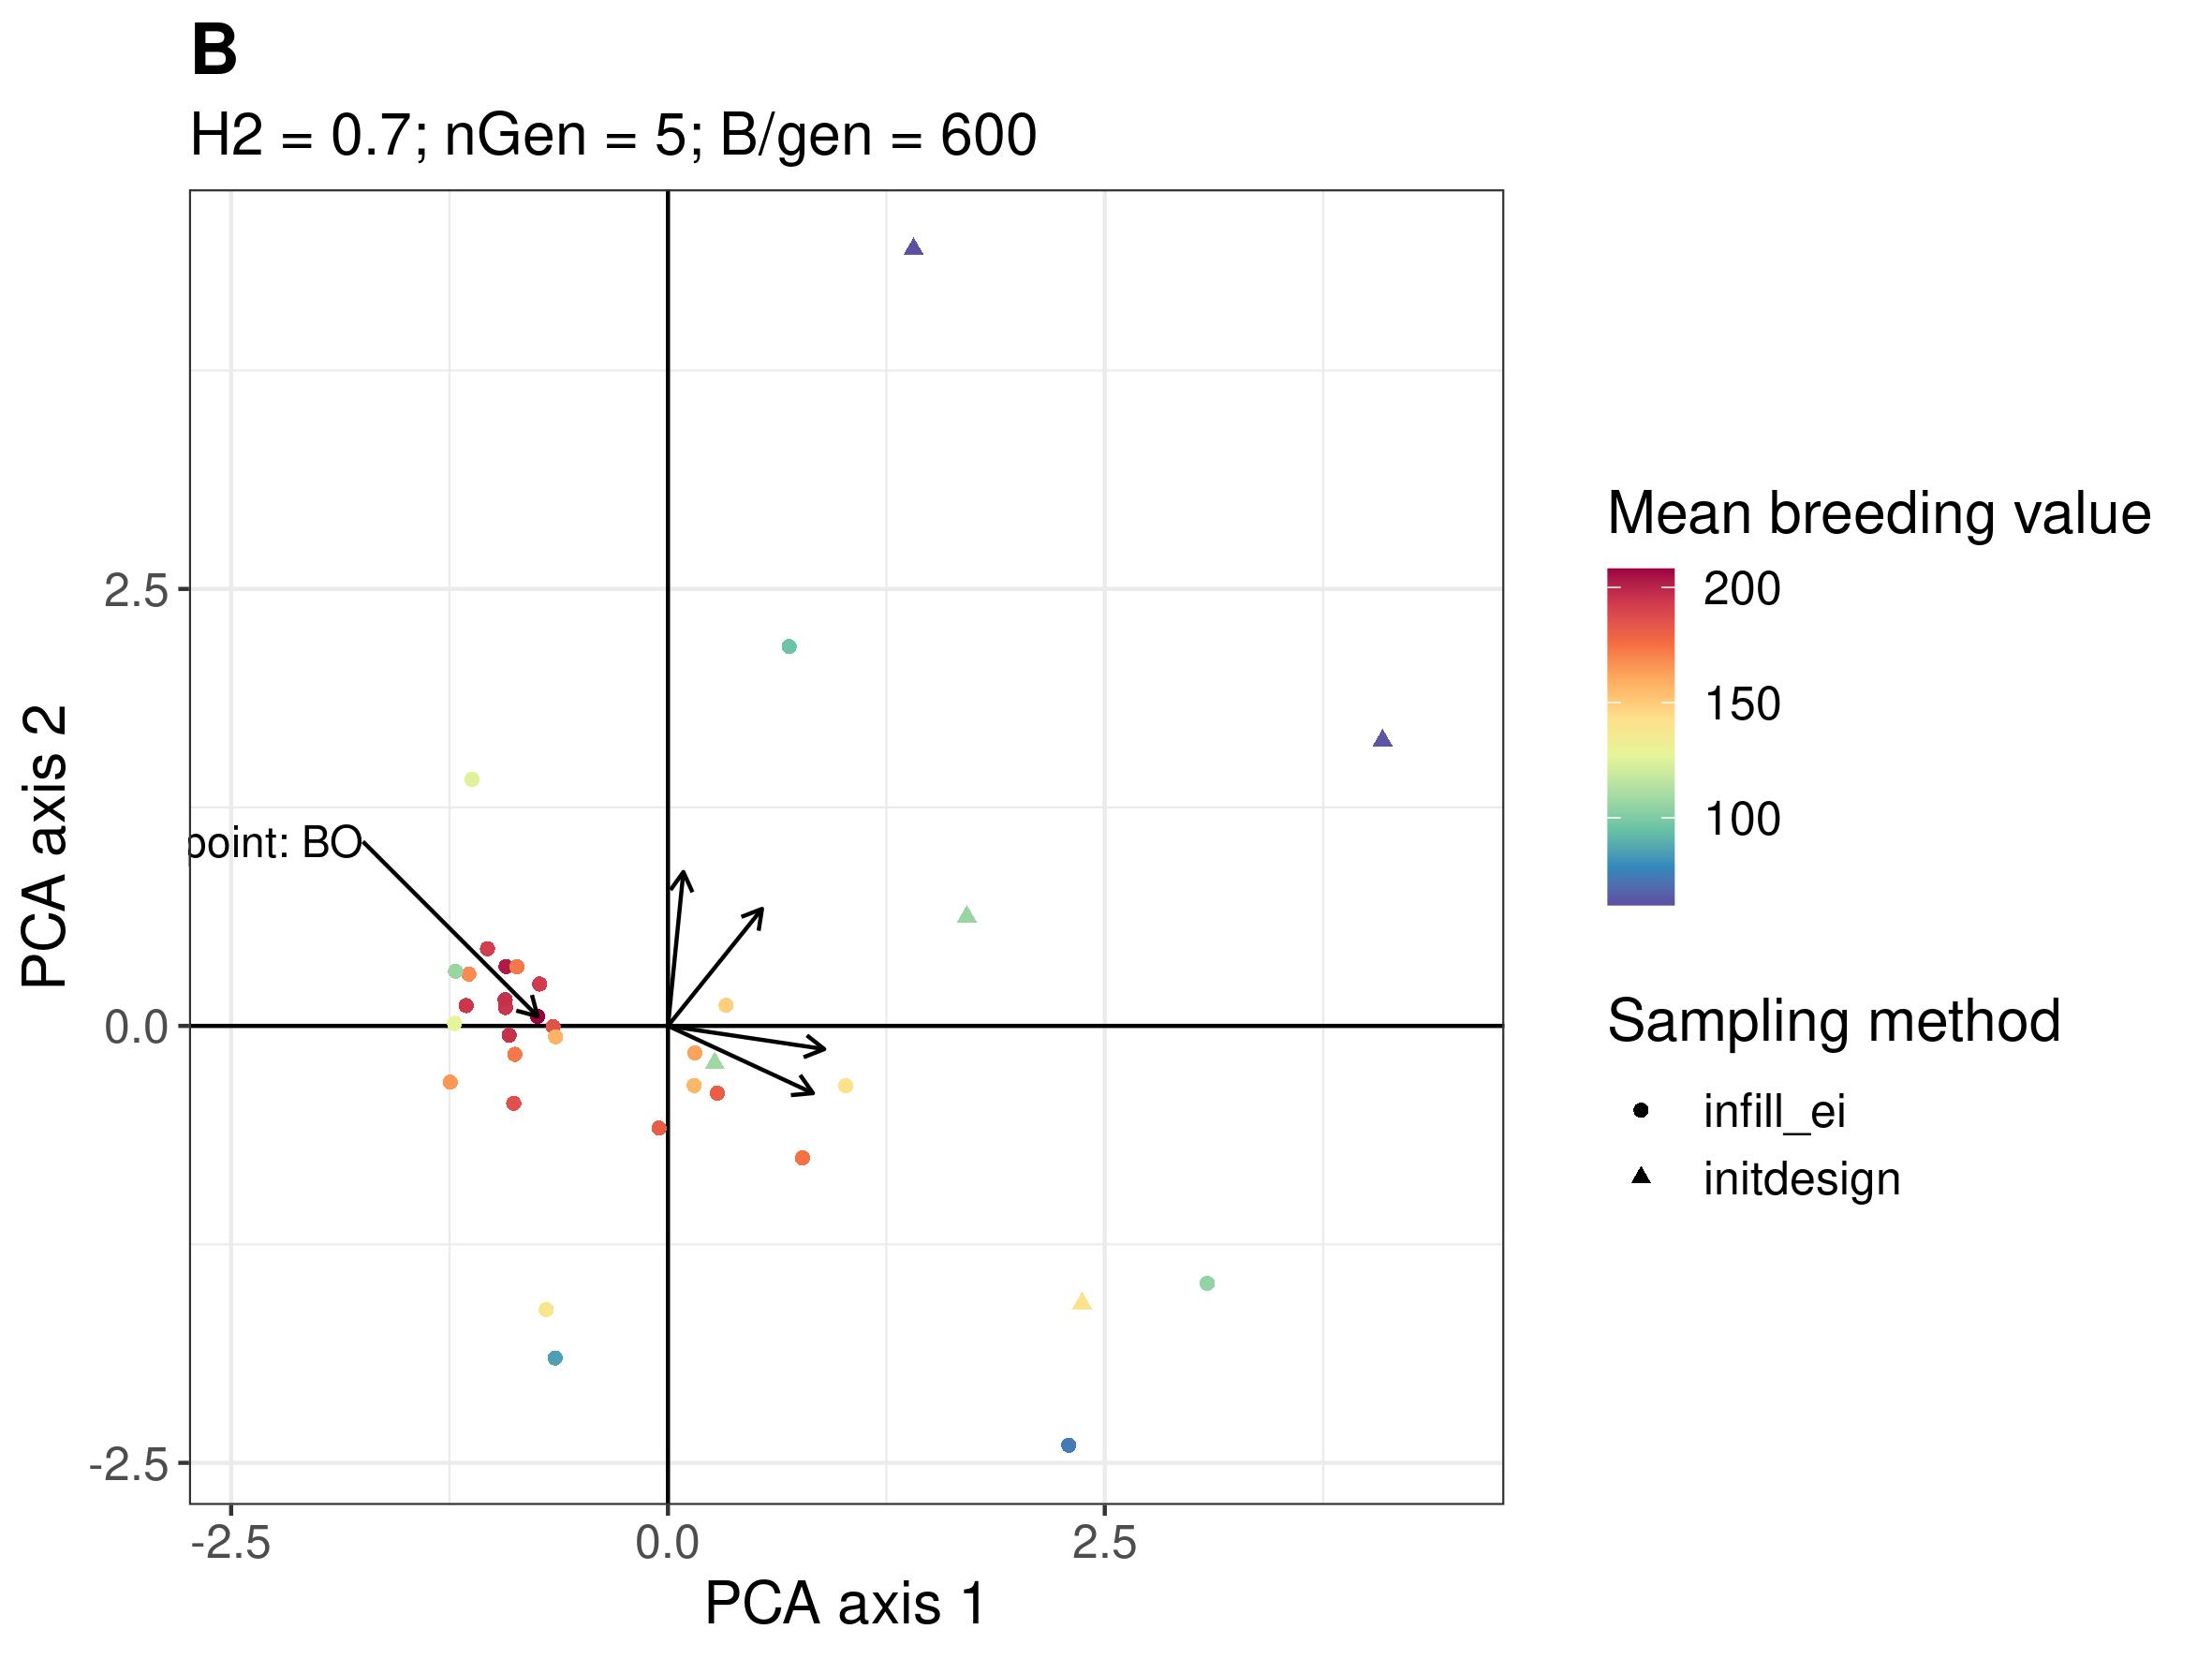 B
H2 = 0.7; nGen = 5; B/gen = 600
PCA axis 2
2.5
0.0
-2.5
point: BO
-2.5
0.0
2.5
PCA axis 1
Mean breeding value
200
150
100
Sampling method
infill_ei
initdesign